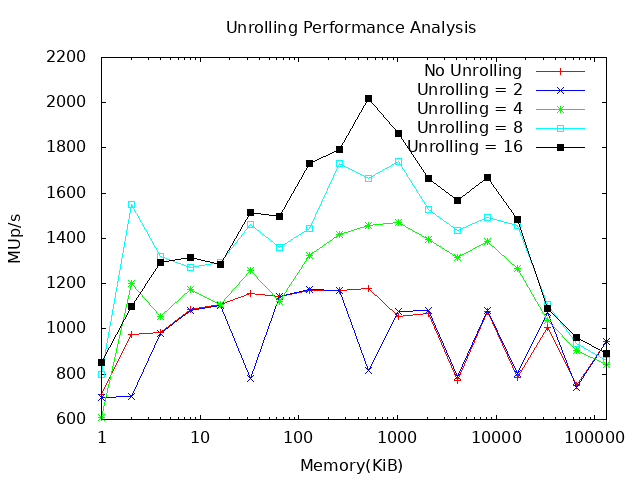 Unrolling Performance Analysis
2200
2000
1800
1600
1400
1200
1000
800
600
MUp/s
No Unrolling
Unrolling = 2
Unrolling = 4
Unrolling = 8
Unrolling = 16
1 10 100 1000 10000 100000
Memory(KiB)